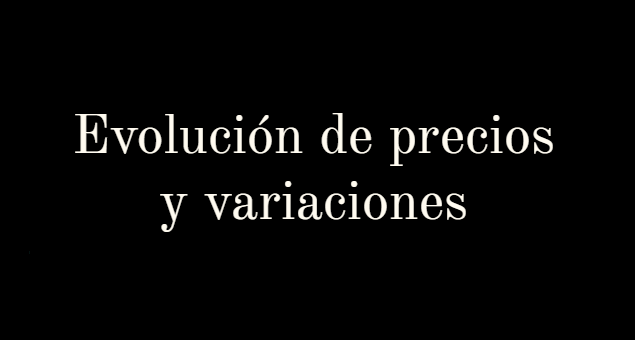 Evolución de precios
y variaciones